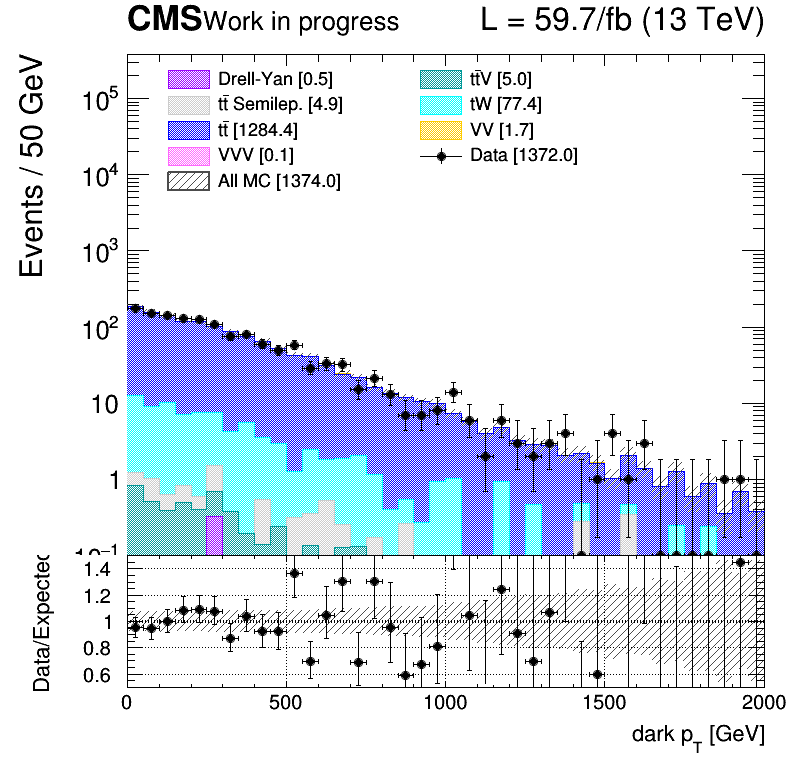 CMS Work in progress L = 59.7/fb (13 TeV)
Events / 50 GeV
Drell-Yan [0.5]
tt̄ Semilep. [4.9]
tt̄ [1284.4]
VVV [0.1]
All MC [1374.0]
tt̄V [5.0]
tW [77.4]
VV [1.7]
Data [1372.0]
10⁵
10⁴
10³
10²
10
1
10⁻¹
Data/Expected
1.4
1.2
1
0.8
0.6
0 500 1000 1500 2000
dark p_T [GeV]